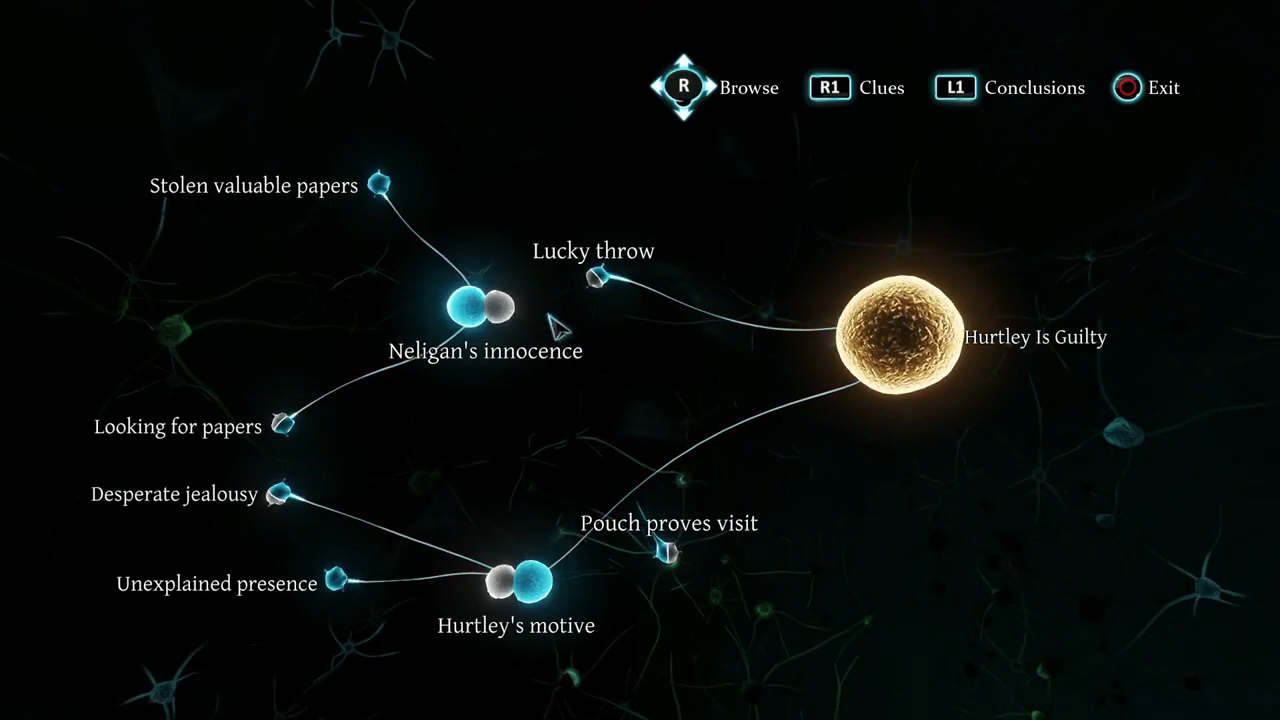 R Browse R1 Clues L1 Conclusions Exit
Stolen valuable papers
Lucky throw
Hurtley Is Guilty
Neligan's innocence
Looking for papers
Desperate jealousy
Pouch proves visit
Unexplained presence
Hurtley's motive